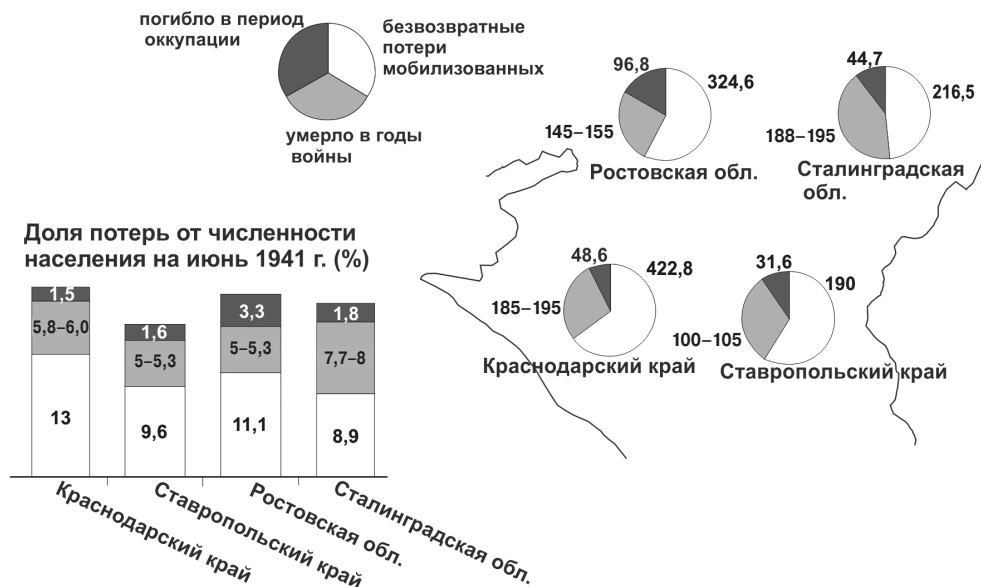 погибло в период
оккупации
безвозвратные
потери
мобилизованных
умерло в годы
войны
96,8
324,6
145–155
Ростовская обл.
44,7
216,5
188–195
Сталинградская
обл.
48,6
422,8
185–195
Краснодарский край
31,6
190
100–105
Ставропольский край
Доля потерь от численности
населения на июнь 1941 г. (%)
1,5
5,8–6,0
13
1,6
5–5,3
9,6
3,3
5–5,3
11,1
1,8
7,7–8
8,9
Краснодарский край
Ставропольский край
Ростовская обл.
Сталинградская обл.